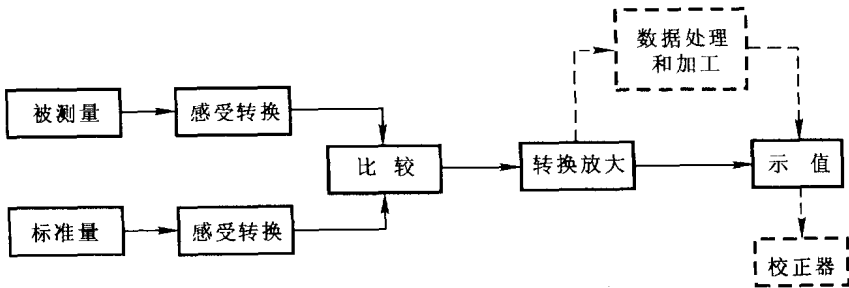 数据处理
和加工
被测量
感受转换
比较
转换放大
示值
标准量
感受转换
校正器